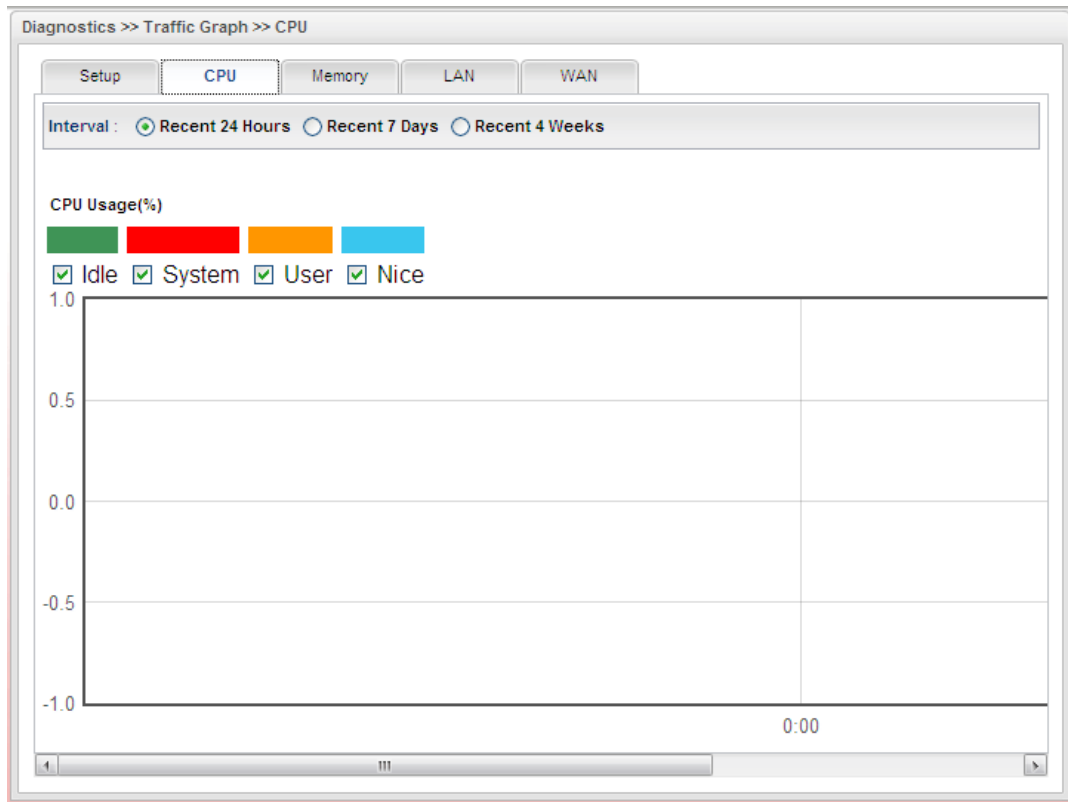 Diagnostics >> Traffic Graph >> CPU
Setup CPU Memory LAN WAN
Interval : Recent 24 Hours Recent 7 Days Recent 4 Weeks
CPU Usage(%)
Idle System User Nice
1.0
0.5
0.0
-0.5
-1.0
0:00